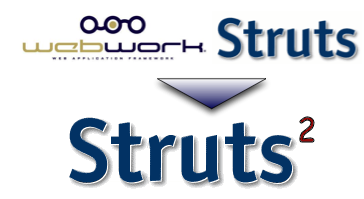 webwork. Struts
WEB APPLICATION FRAMEWORK
Struts²